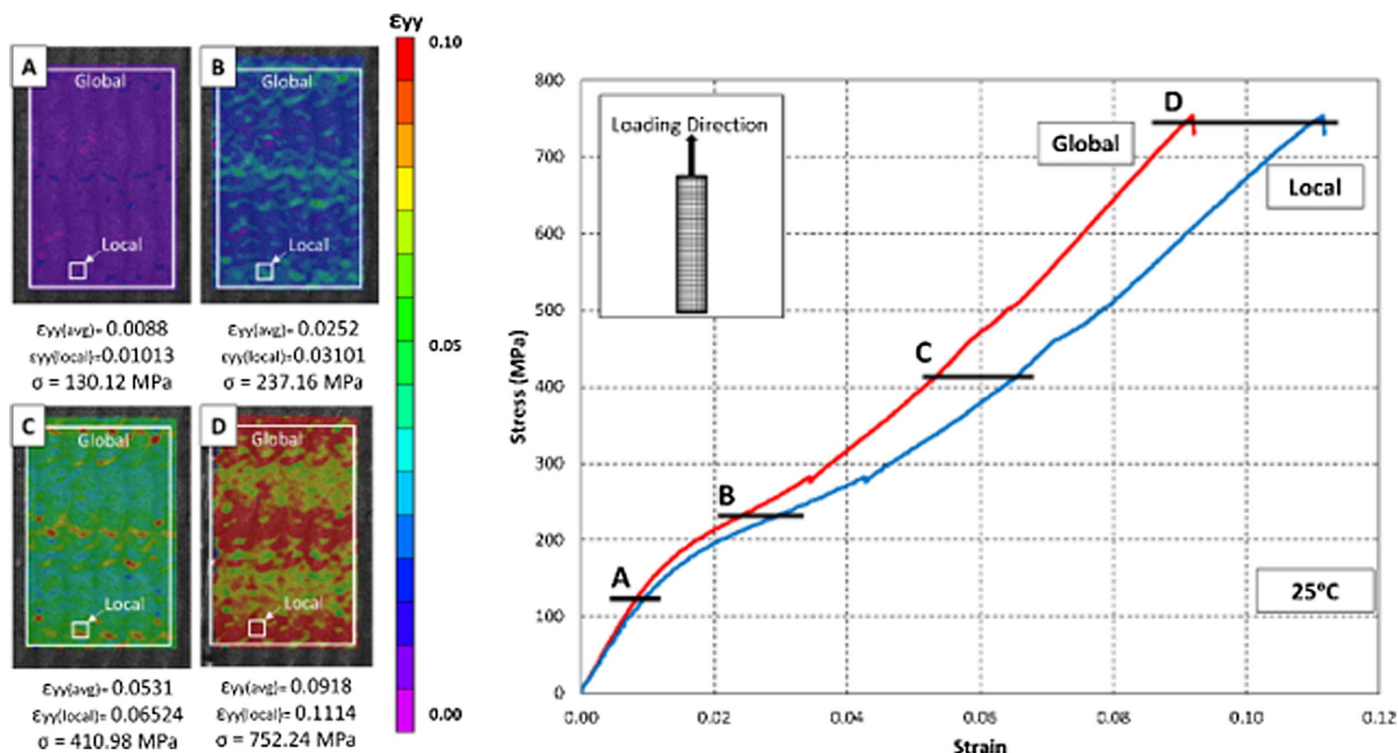 εyy
0.10
0.05
0.00
A
Global
Local
B
Global
Local
εyy(avg)= 0.0088
εyy(local)=0.01013
σ = 130.12 MPa
εyy(avg)= 0.0252
εyy(local)=0.03101
σ = 237.16 MPa
C
Global
Local
D
Global
Local
εyy(avg)= 0.0531
εyy(local)= 0.06524
σ = 410.98 MPa
εyy(avg)= 0.0918
εyy(local)= 0.1114
σ = 752.24 MPa
800
700
600
500
400
300
200
100
0
Stress (MPa)
Loading Direction
A
B
C
D
Global
Local
25°C
0.00
0.02
0.04
0.06
0.08
0.10
0.12
Strain